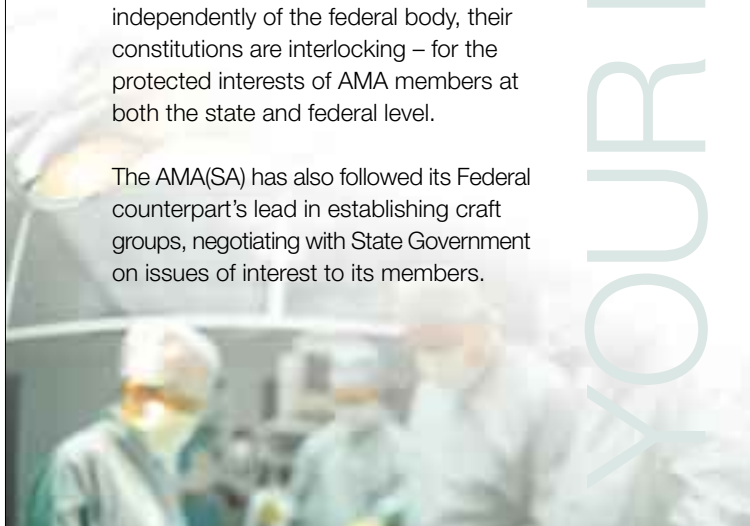 independently of the federal body, their
constitutions are interlocking – for the
protected interests of AMA members at
both the state and federal level.
The AMA(SA) has also followed its Federal
counterpart's lead in establishing craft
groups, negotiating with State Government
on issues of interest to its members.
YOUR